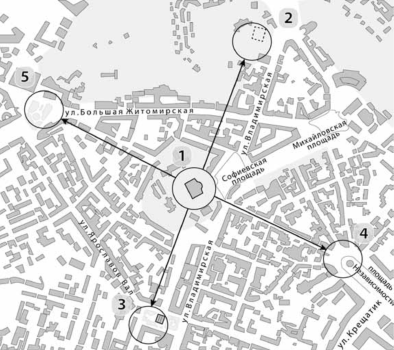 2
5
ул.Большая Житомирская
ул.Владимирская
Михайловская
площадь
1
Софиевская
площадь
4
ул.Ярославов Вал
ул.Владимирская
площадь
Независимости
3
ул.Крещатик